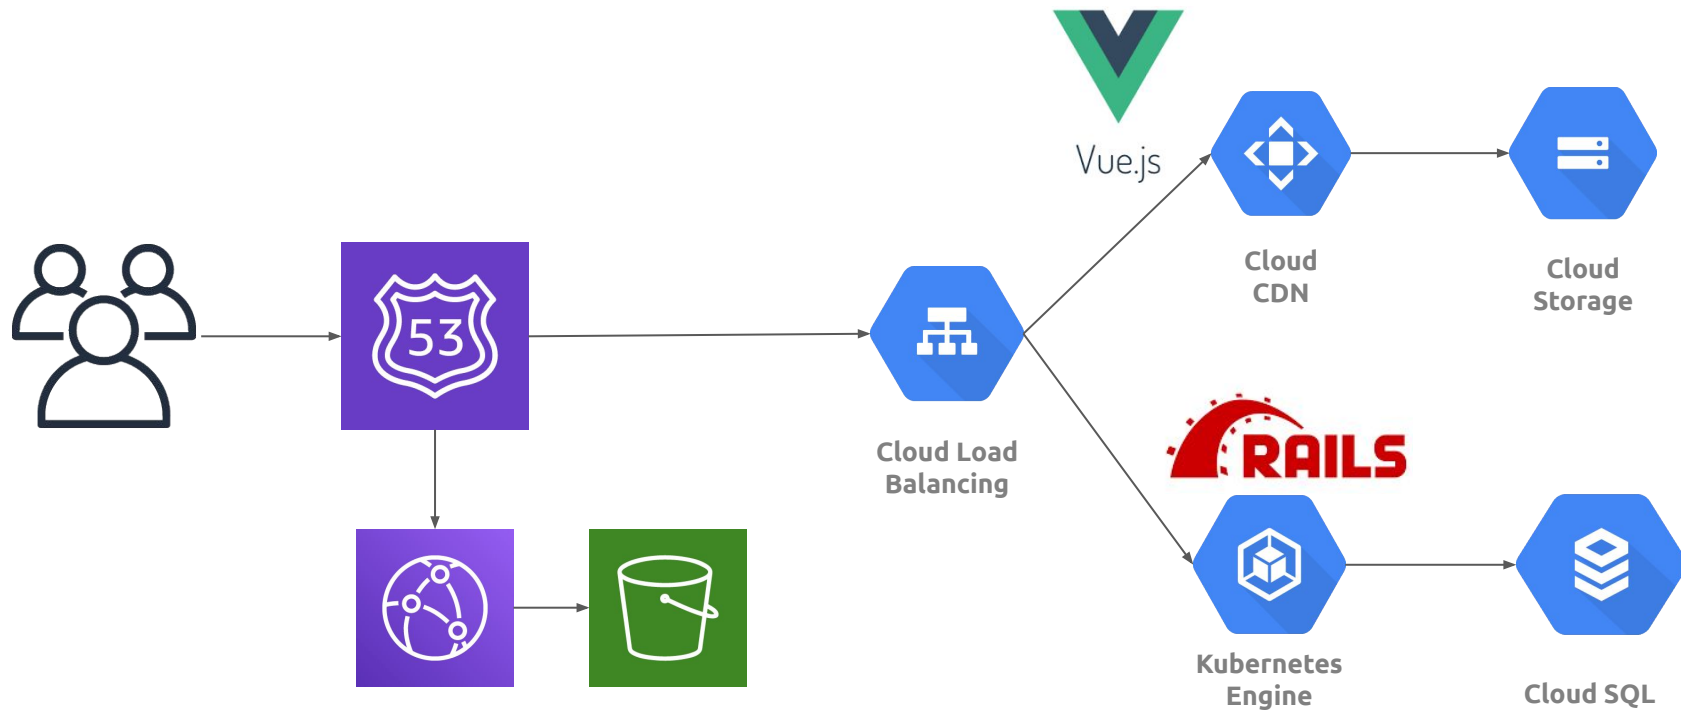 Vue.js
Cloud
CDN
Cloud
Storage
53
Cloud Load
Balancing
RAILS
Kubernetes
Engine
Cloud SQL